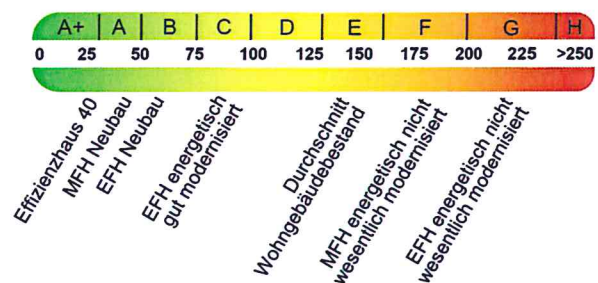 A+ A B C D E F G H
0 25 50 75 100 125 150 175 200 225 >250
Effizienzhaus 40
MFH Neubau
EFH Neubau
EFH energetisch
gut modernisiert
Durchschnitt
Wohngebäudebestand
MFH energetisch nicht
wesentlich modernisiert
EFH energetisch nicht
wesentlich modernisiert